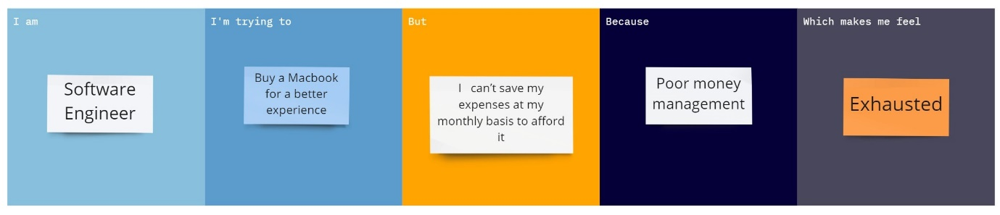 I am
Software
Engineer
I'm trying to
Buy a Macbook
for a better
experience
But
I can't save my
expenses at my
monthly basis to afford
it
Because
Poor money
management
Which makes me feel
Exhausted